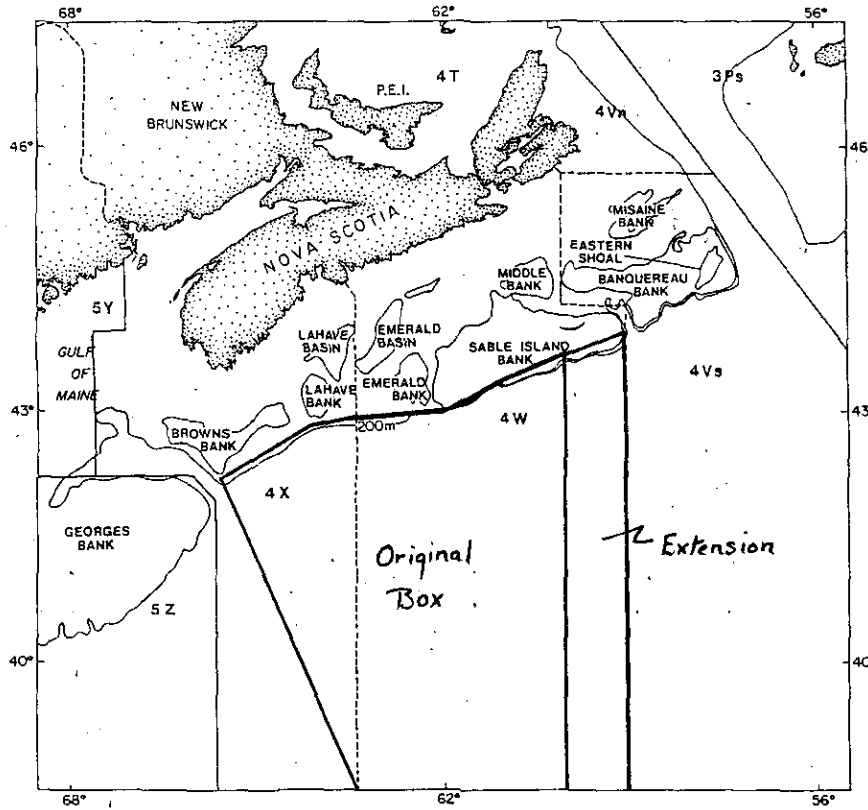 68°
62°
56°
P.E.I.
4T
3Ps
NEW
BRUNSWICK
4Vn
46°
46°
NOVA SCOTIA
MISAINE
BANK
EASTERN
SHOAL
MIDDLE
BANK
BANQUEREAU
BANK
5Y
LAHAVE
BASIN
EMERALD
BASIN
GULF
OF
MAINE
SABLE ISLAND
BANK
4Vs
LAHAVE
BANK
EMERALD
BANK
43°
43°
4W
200m
BROWNS
BANK
4X
GEORGES
BANK
Original
Box
Extension
5Z
40°
40°
68°
62°
56°